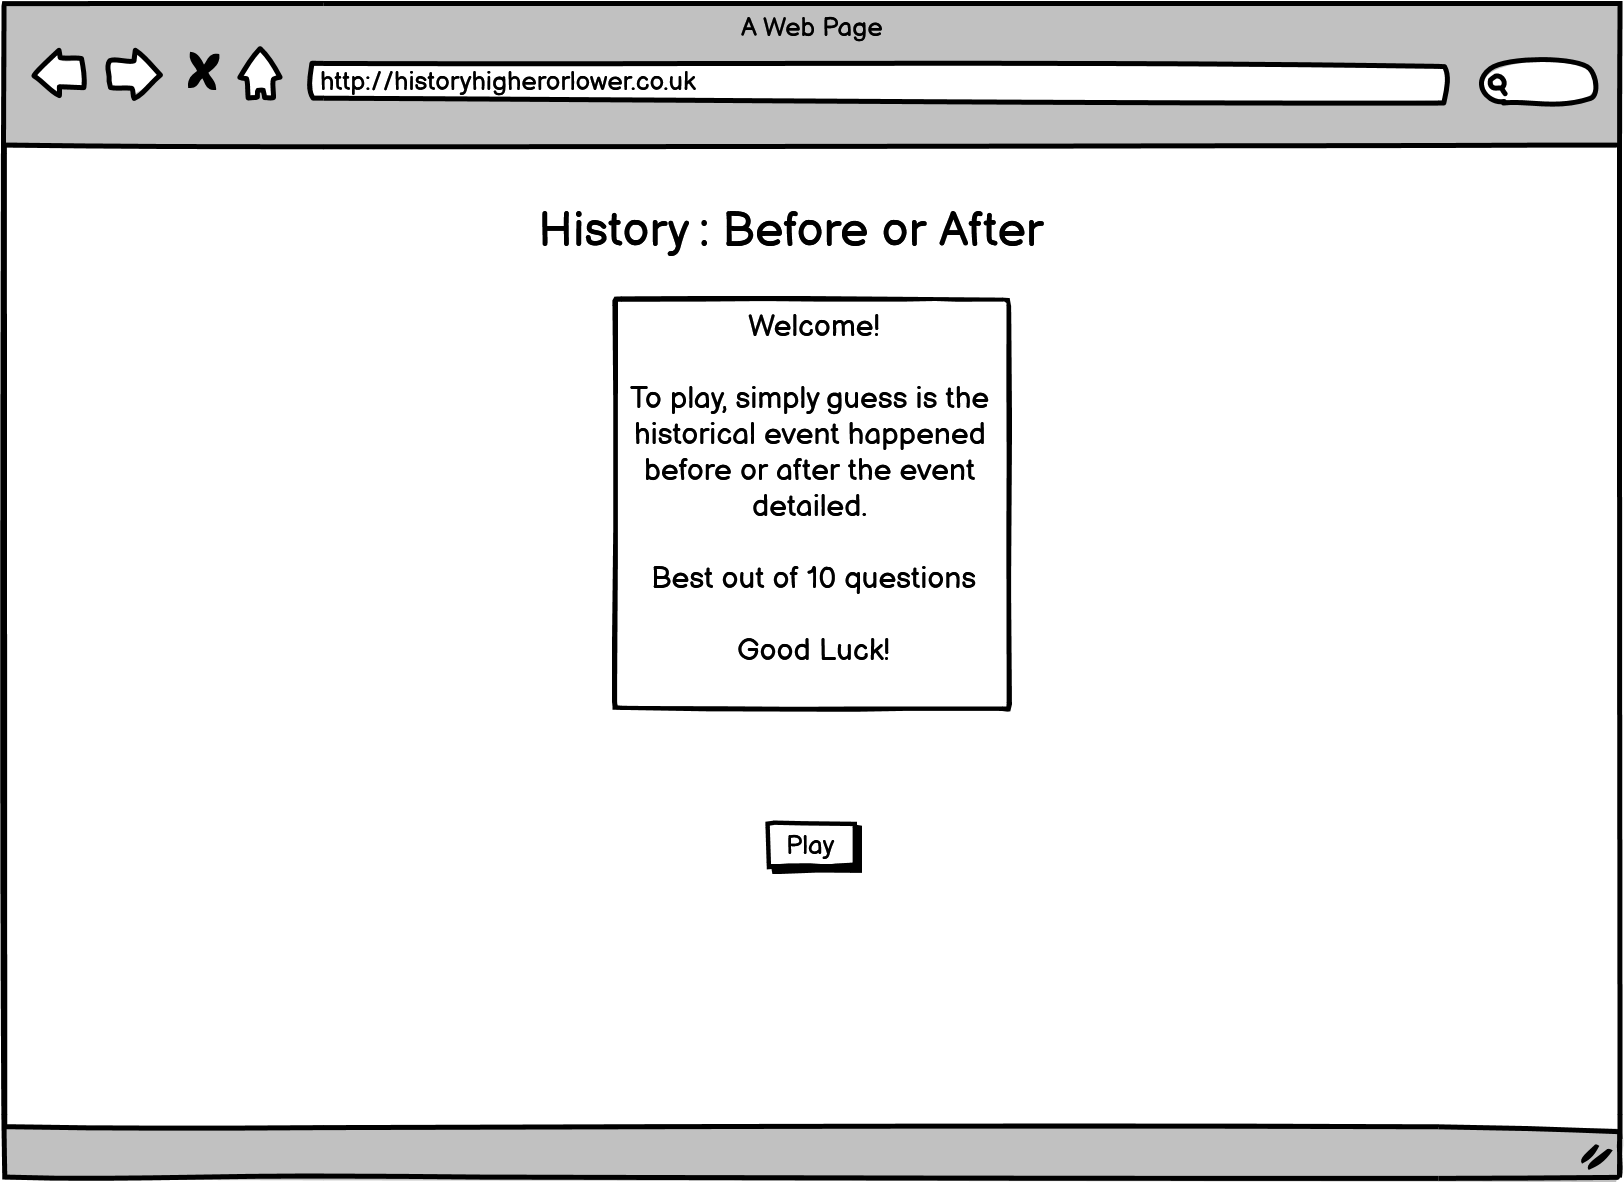 A Web Page
http://historyhigherorlower.co.uk
History : Before or After
Welcome!
To play, simply guess is the
historical event happened
before or after the event
detailed.
Best out of 10 questions
Good Luck!
Play